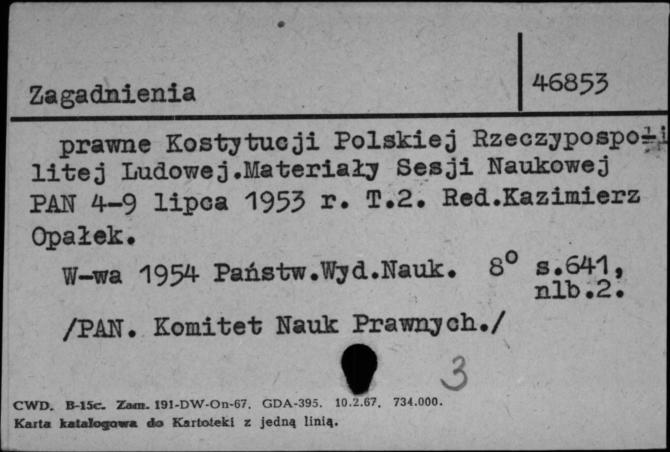 Zagadnienia
46853
prawne Kostytucji Polskiej Rzeczypospo
litej Ludowej.Materiały Sesji Naukowej
PAN 4-9 lipca 1953 r. T.2. Red.Kazimierz
Opałek.
W-wa 1954 Państw.Wyd.Nauk. 8° s.641,
nlb.2.
/PAN. Komitet Nauk Prawnych./
3
CWD. B-15c. Zam. 191-DW-On-67. GDA-395. 10.2.67. 734.000.
Karta katalogowa do Kartoteki z jedną linią.